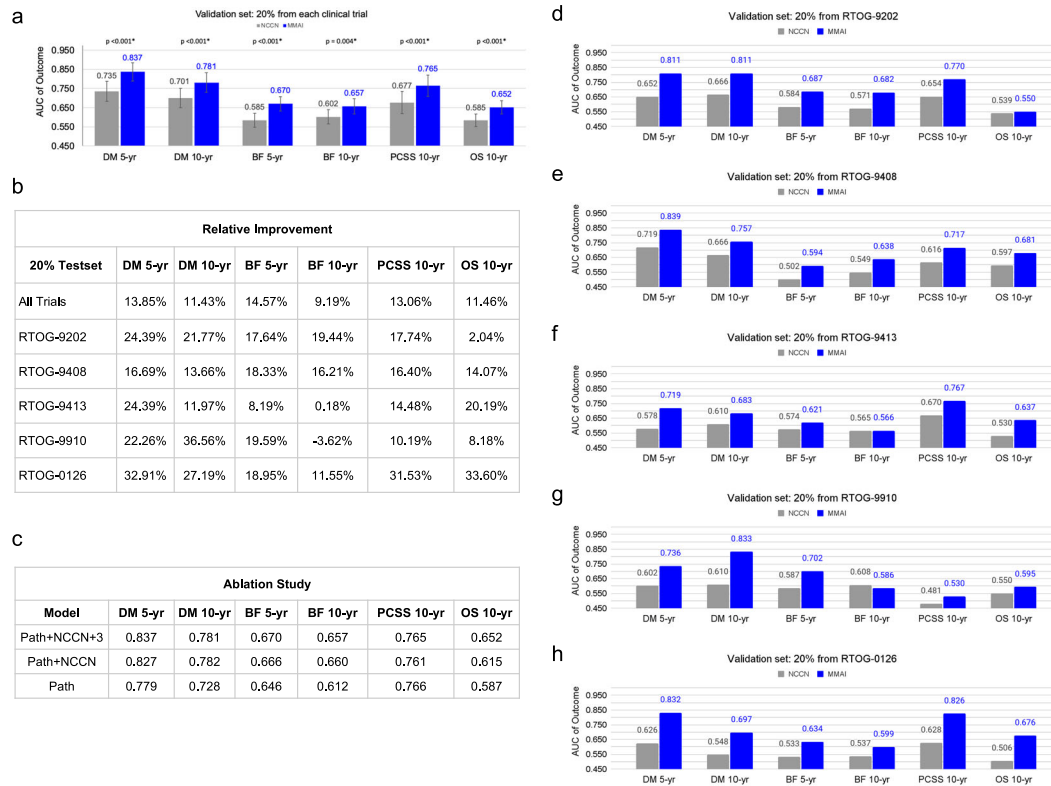 a
Validation set: 20% from each clinical trial
NCCN MMAI
p <0.001* p <0.001* p <0.001* p = 0.004* p <0.001* p <0.001*
AUC of Outcome
0.950
0.850
0.750
0.650
0.550
0.450
0.735 0.837 0.701 0.781 0.585 0.670 0.602 0.657 0.677 0.765 0.585 0.652
DM 5-yr DM 10-yr BF 5-yr BF 10-yr PCSS 10-yr OS 10-yr
b
Relative Improvement
20% Testset DM 5-yr DM 10-yr BF 5-yr BF 10-yr PCSS 10-yr OS 10-yr
All Trials 13.85% 11.43% 14.57% 9.19% 13.06% 11.46%
RTOG-9202 24.39% 21.77% 17.64% 19.44% 17.74% 2.04%
RTOG-9408 16.69% 13.66% 18.33% 16.21% 16.40% 14.07%
RTOG-9413 24.39% 11.97% 8.19% 0.18% 14.48% 20.19%
RTOG-9910 22.26% 36.56% 19.59% -3.62% 10.19% 8.18%
RTOG-0126 32.91% 27.19% 18.95% 11.55% 31.53% 33.60%
c
Ablation Study
Model DM 5-yr DM 10-yr BF 5-yr BF 10-yr PCSS 10-yr OS 10-yr
Path+NCCN+3 0.837 0.781 0.670 0.657 0.765 0.652
Path+NCCN 0.827 0.782 0.666 0.660 0.761 0.615
Path 0.779 0.728 0.646 0.612 0.766 0.587
d
Validation set: 20% from RTOG-9202
NCCN MMAI
AUC of Outcome
0.950
0.850
0.750
0.650
0.550
0.450
0.652 0.811 0.666 0.811 0.584 0.687 0.571 0.682 0.654 0.770 0.539 0.550
DM 5-yr DM 10-yr BF 5-yr BF 10-yr PCSS 10-yr OS 10-yr
e
Validation set: 20% from RTOG-9408
NCCN MMAI
AUC of Outcome
0.950
0.850
0.750
0.650
0.550
0.450
0.719 0.839 0.666 0.757 0.502 0.594 0.549 0.638 0.616 0.717 0.597 0.681
DM 5-yr DM 10-yr BF 5-yr BF 10-yr PCSS 10-yr OS 10-yr
f
Validation set: 20% from RTOG-9413
NCCN MMAI
AUC of Outcome
0.950
0.850
0.750
0.650
0.550
0.450
0.578 0.719 0.610 0.683 0.574 0.621 0.565 0.566 0.670 0.767 0.530 0.637
DM 5-yr DM 10-yr BF 5-yr BF 10-yr PCSS 10-yr OS 10-yr
g
Validation set: 20% from RTOG-9910
NCCN MMAI
AUC of Outcome
0.950
0.850
0.750
0.650
0.550
0.450
0.602 0.736 0.610 0.833 0.587 0.702 0.608 0.586 0.481 0.530 0.550 0.595
DM 5-yr DM 10-yr BF 5-yr BF 10-yr PCSS 10-yr OS 10-yr
h
Validation set: 20% from RTOG-0126
NCCN MMAI
AUC of Outcome
0.950
0.850
0.750
0.650
0.550
0.450
0.626 0.832 0.548 0.697 0.533 0.634 0.537 0.599 0.628 0.826 0.506 0.676
DM 5-yr DM 10-yr BF 5-yr BF 10-yr PCSS 10-yr OS 10-yr